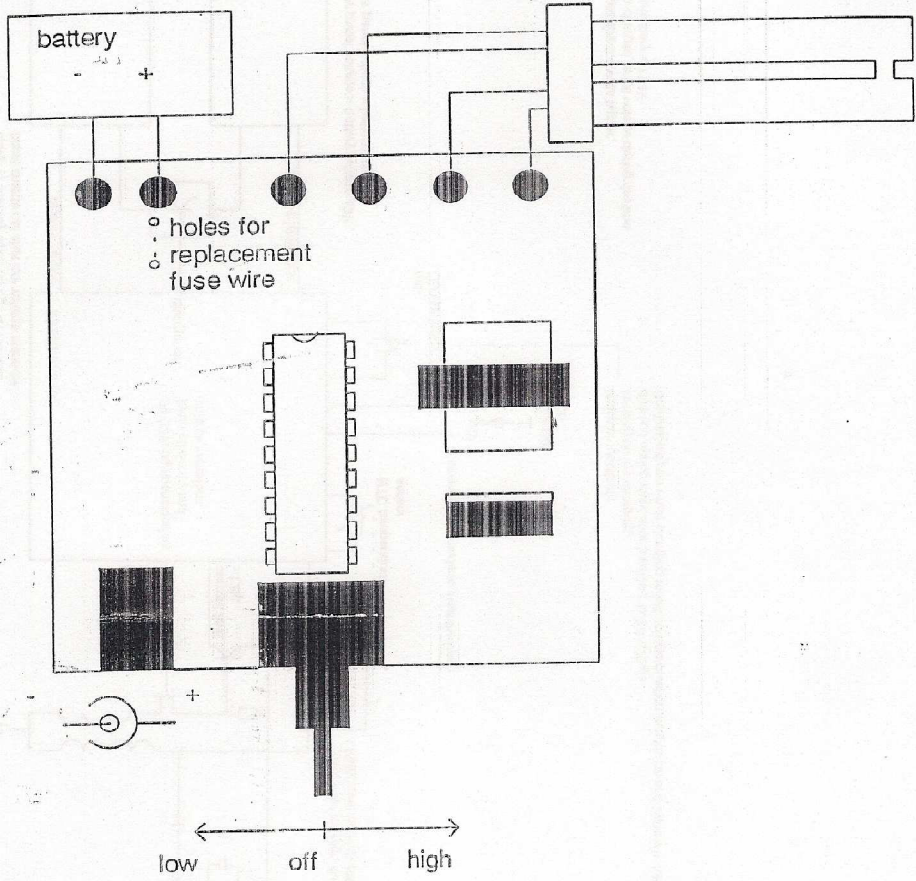 battery
- +
holes for
replacement
fuse wire
- +
low off high